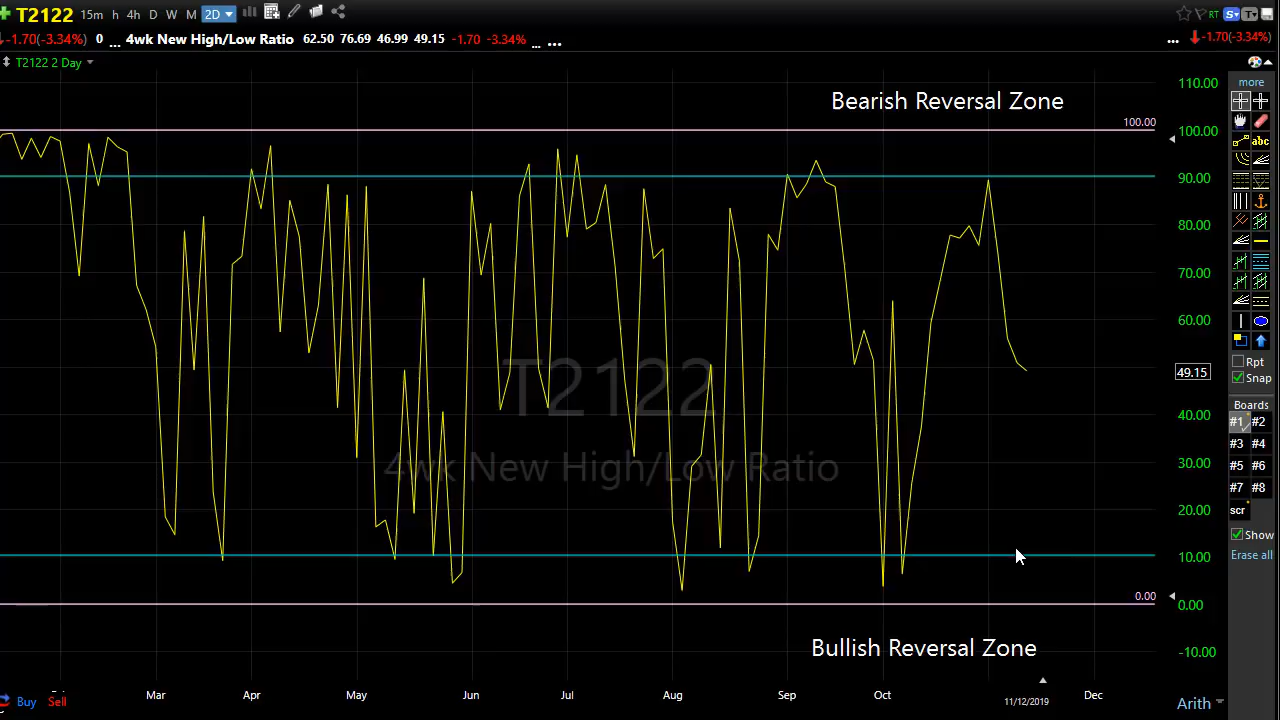 T2122 15m h 4h D W M 2D RT S T
-1.70(-3.34%) 0 ... 4wk New High/Low Ratio 62.50 76.69 46.99 49.15 -1.70 -3.34% ... ... ... -1.70(-3.34%)
T2122 2 Day
more
110.00
Bearish Reversal Zone
100.00
100.00
abc
90.00
80.00
70.00
60.00
T2122
49.15
Rpt
Snap
Boards
40.00
#1 #2
#3 #4
4wk New High/Low Ratio
30.00
#5 #6
#7 #8
20.00
scr
Show
10.00
Erase all
0.00
0.00
Bullish Reversal Zone
-10.00
Mar Apr May Jun Jul Aug Sep Oct Dec
Buy Sell
11/12/2019
Arith